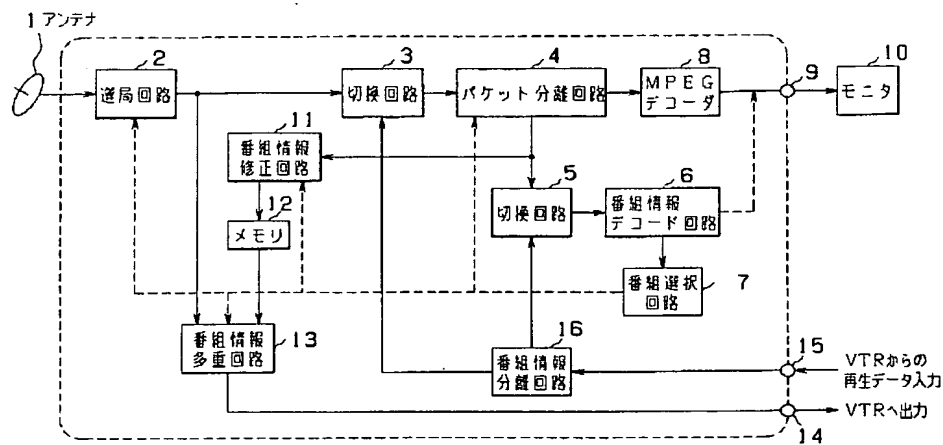 1 アンテナ
2
選局回路
3
切換回路
4
パケット分離回路
8
MPEG
デコーダ
9
10
モニタ
11
番組情報
修正回路
12
メモリ
5
切換回路
6
番組情報
デコード回路
番組選択
回路
7
番組情報
多重回路
13
16
番組情報
分離回路
15
VTRからの
再生データ入力
VTRへ出力
14